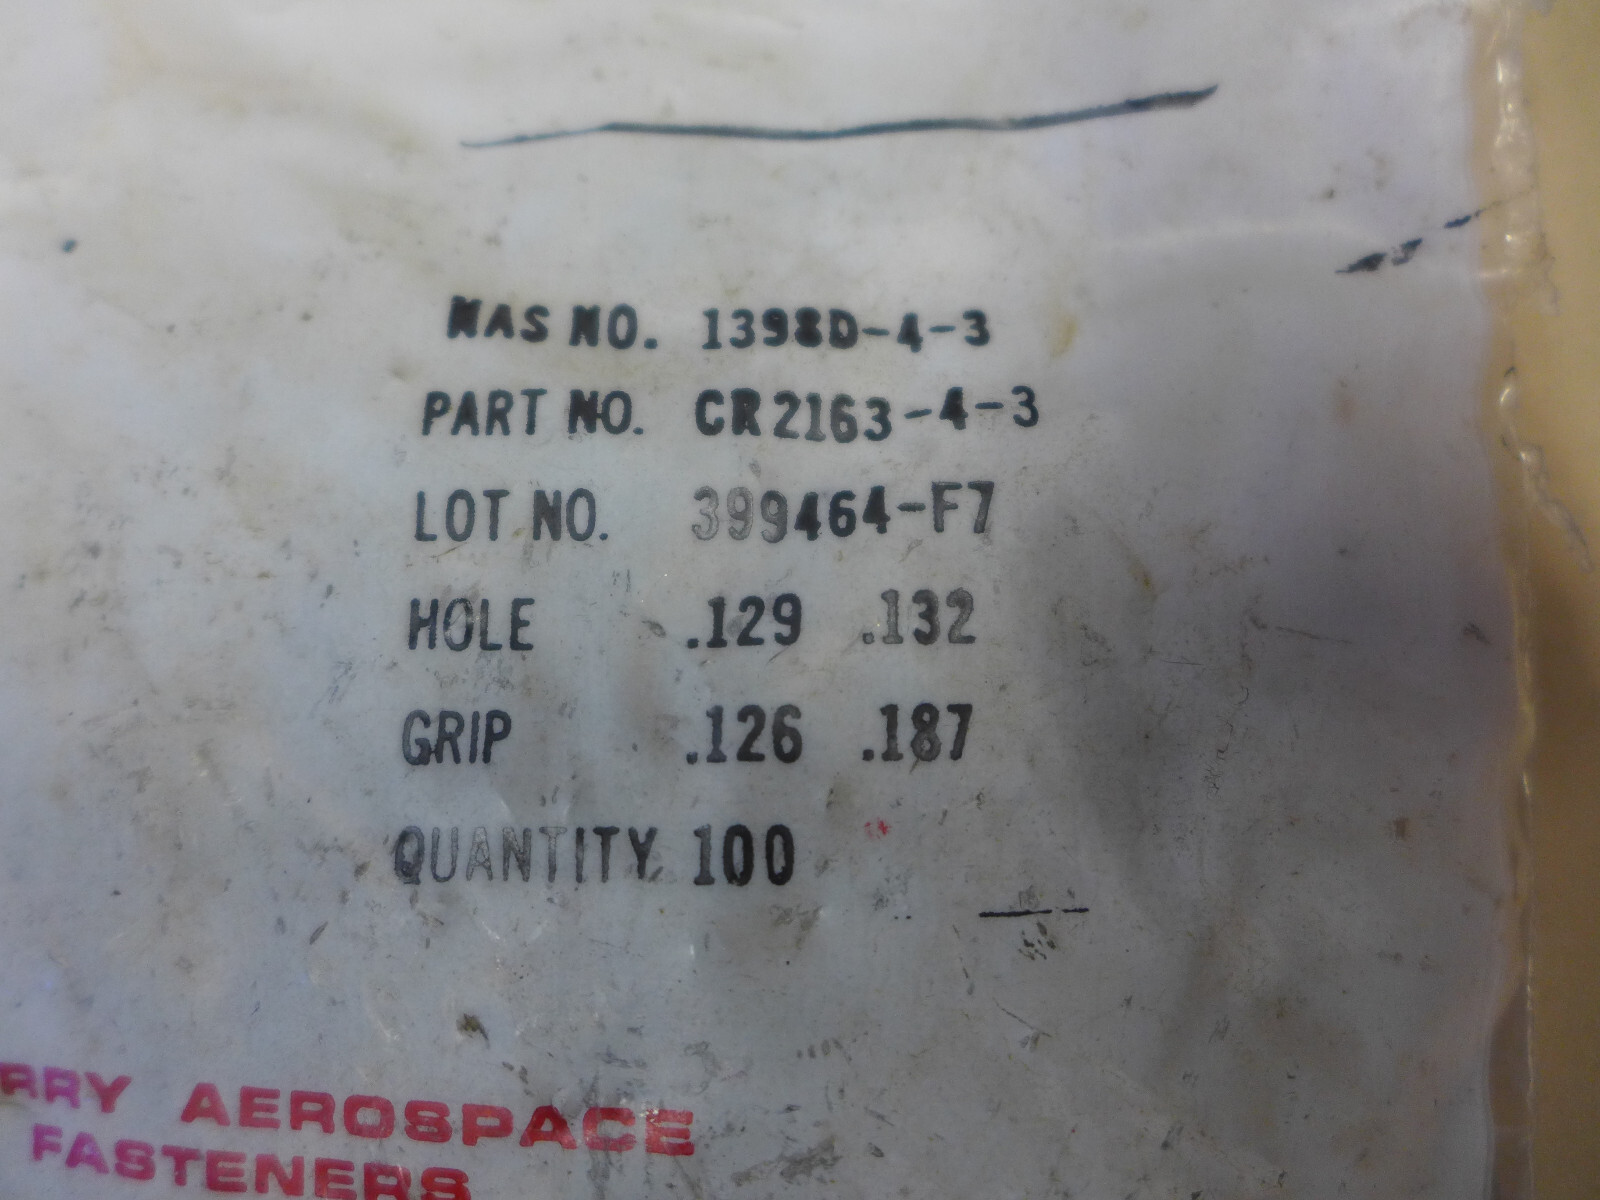 NAS NO. 1398D-4-3
PART NO. CR2163-4-3
LOT NO. 399464-F7
HOLE .129 .132
GRIP .126 .187
QUANTITY 100
RRY AEROSPACE
FASTENERS